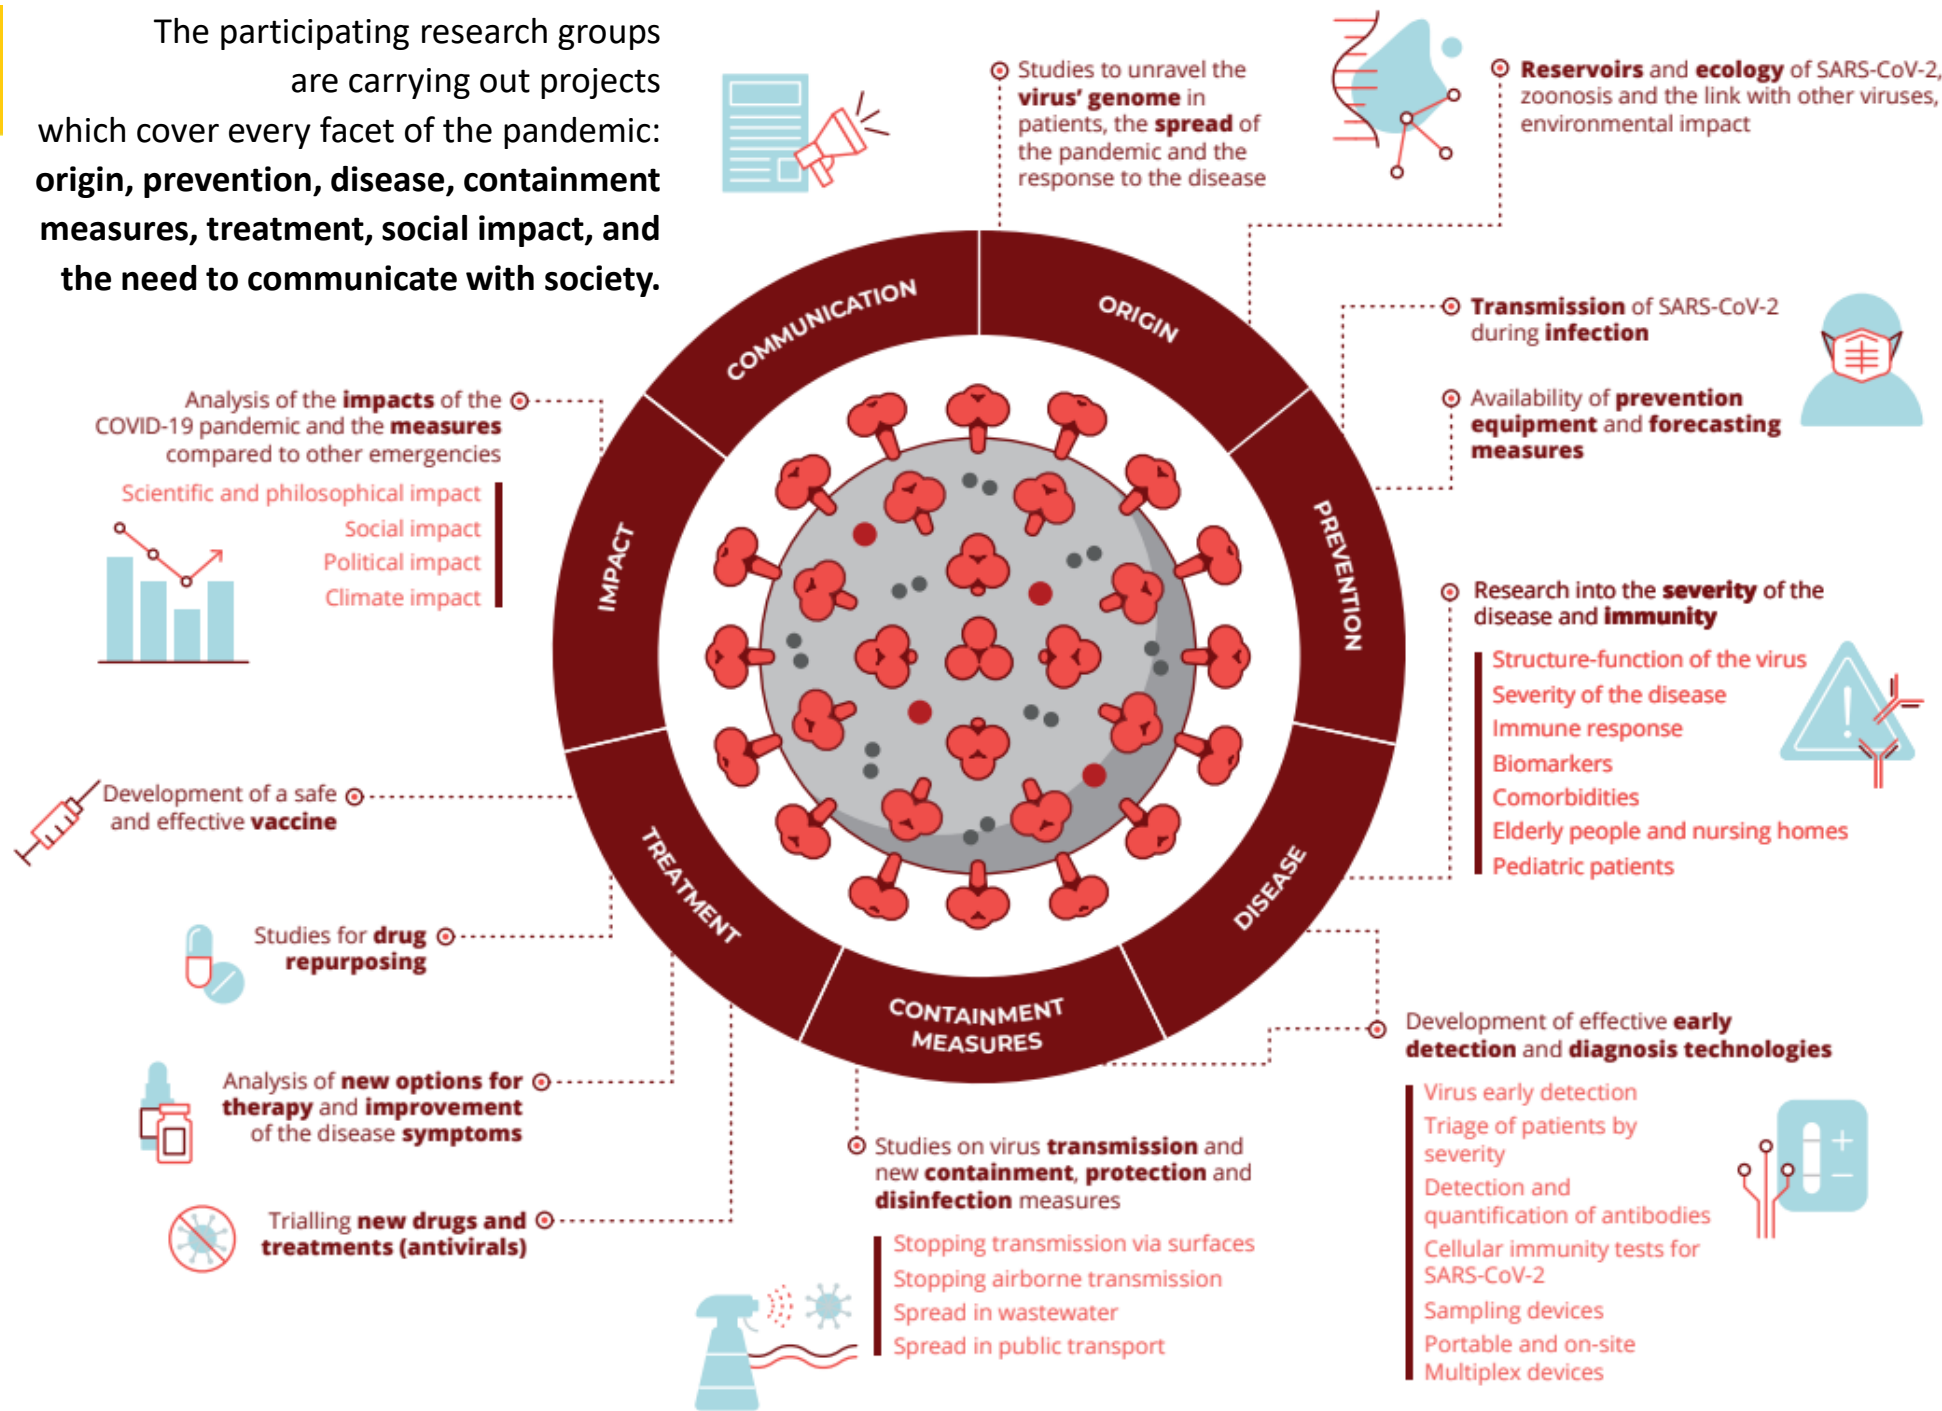 The participating research groups
are carrying out projects
which cover every facet of the pandemic:
origin, prevention, disease, containment
measures, treatment, social impact, and
the need to communicate with society.
Studies to unravel the
virus’ genome in
patients, the spread of
the pandemic and the
response to the disease
Reservoirs and ecology of SARS-CoV-2,
zoonosis and the link with other viruses,
environmental impact
Transmission of SARS-CoV-2
during infection
Availability of prevention
equipment and forecasting
measures
Research into the severity of the
disease and immunity
Structure-function of the virus
Severity of the disease
Immune response
Biomarkers
Comorbidities
Elderly people and nursing homes
Pediatric patients
Development of effective early
detection and diagnosis technologies
Virus early detection
Triage of patients by
severity
Detection and
quantification of antibodies
Cellular immunity tests for
SARS-CoV-2
Sampling devices
Portable and on-site
Multiplex devices
Studies on virus transmission and
new containment, protection and
disinfection measures
Stopping transmission via surfaces
Stopping airborne transmission
Spread in wastewater
Spread in public transport
Trialling new drugs and
treatments (antivirals)
Analysis of new options for
therapy and improvement
of the disease symptoms
Studies for drug
repurposing
Development of a safe
and effective vaccine
Analysis of the impacts of the
COVID-19 pandemic and the measures
compared to other emergencies
Scientific and philosophical impact
Social impact
Political impact
Climate impact
COMMUNICATION
ORIGIN
PREVENTION
DISEASE
CONTAINMENT
MEASURES
TREATMENT
IMPACT